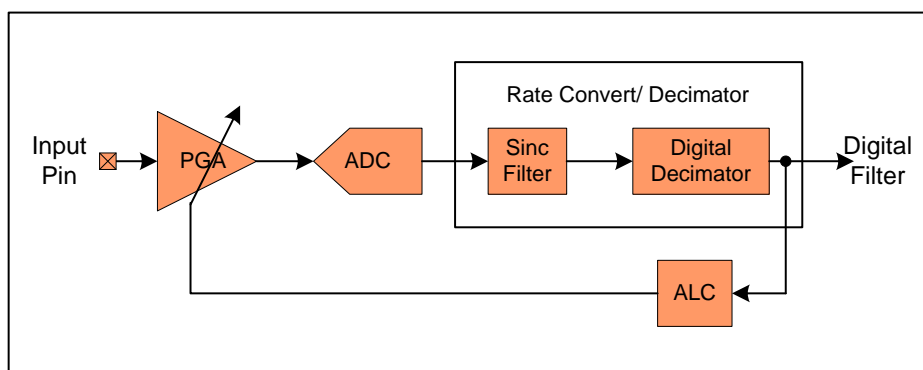 Rate Convert/ Decimator
Input
Pin
PGA
ADC
Sinc
Filter
Digital
Decimator
Digital
Filter
ALC